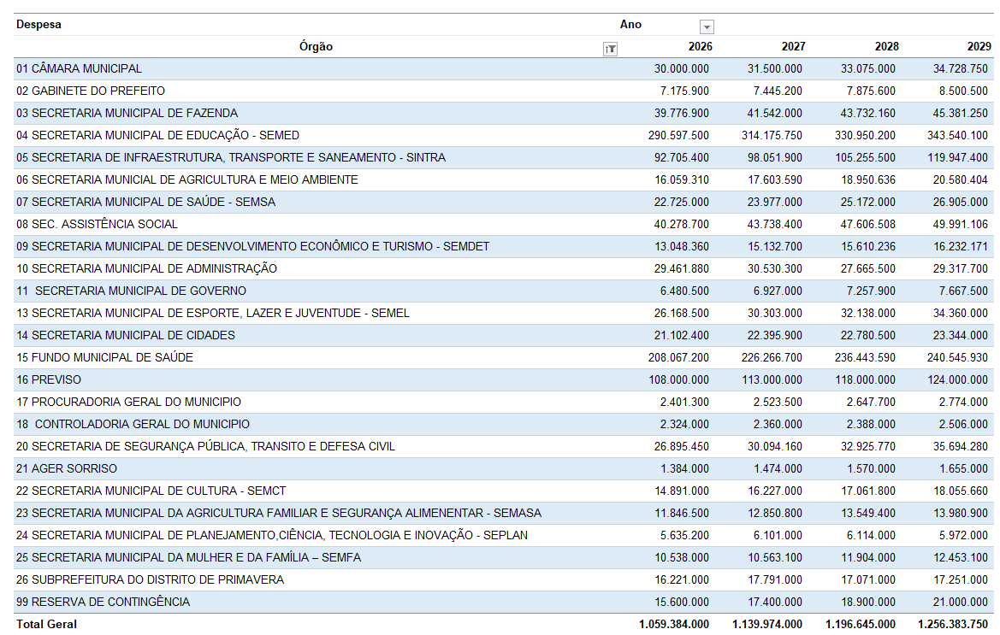 Despesa Ano
Órgão 2026 2027 2028 2029
01 CÂMARA MUNICIPAL 30.000.000 31.500.000 33.075.000 34.728.750
02 GABINETE DO PREFEITO 7.175.900 7.445.200 7.875.600 8.500.500
03 SECRETARIA MUNICIPAL DE FAZENDA 39.776.900 41.542.000 43.732.160 45.381.250
04 SECRETARIA MUNICIPAL DE EDUCAÇÃO - SEMED 290.597.500 314.175.750 330.950.200 343.540.100
05 SECRETARIA DE INFRAESTRUTURA, TRANSPORTE E SANEAMENTO - SINTRA 92.705.400 98.051.900 105.255.500 119.947.400
06 SECRETARIA MUNICIAL DE AGRICULTURA E MEIO AMBIENTE 16.059.310 17.603.590 18.950.636 20.580.404
07 SECRETARIA MUNICIPAL DE SAÚDE - SEMSA 22.725.000 23.977.000 25.172.000 26.905.000
08 SEC. ASSISTÊNCIA SOCIAL 40.278.700 43.738.400 47.606.508 49.991.106
09 SECRETARIA MUNICIPAL DE DESENVOLVIMENTO ECONÔMICO E TURISMO - SEMDET 13.048.360 15.132.700 15.610.236 16.232.171
10 SECRETARIA MUNICIPAL DE ADMINISTRAÇÃO 29.461.880 30.530.300 27.665.500 29.317.700
11 SECRETARIA MUNICIPAL DE GOVERNO 6.480.500 6.927.000 7.257.900 7.667.500
13 SECRETARIA MUNICIPAL DE ESPORTE, LAZER E JUVENTUDE - SEMEL 26.168.500 30.303.000 32.138.000 34.360.000
14 SECRETARIA MUNICIPAL DE CIDADES 21.102.400 22.395.900 22.780.500 23.344.000
15 FUNDO MUNICIPAL DE SAÚDE 208.067.200 226.266.700 236.443.590 240.545.930
16 PREVISO 108.000.000 113.000.000 118.000.000 124.000.000
17 PROCURADORIA GERAL DO MUNICIPIO 2.401.300 2.523.500 2.647.700 2.774.000
18 CONTROLADORIA GERAL DO MUNICIPIO 2.324.000 2.360.000 2.388.000 2.506.000
20 SECRETARIA DE SEGURANÇA PÚBLICA, TRANSITO E DEFESA CIVIL 26.895.450 30.094.160 32.925.770 35.694.280
21 AGER SORRISO 1.384.000 1.474.000 1.570.000 1.655.000
22 SECRETARIA MUNICIPAL DE CULTURA - SEMCT 14.891.000 16.227.000 17.061.800 18.055.660
23 SECRETARIA MUNICIPAL DA AGRICULTURA FAMILIAR E SEGURANÇA ALIMENENTAR - SEMASA 11.846.500 12.850.800 13.549.400 13.980.900
24 SECRETARIA MUNICIPAL DE PLANEJAMENTO,CIÊNCIA, TECNOLOGIA E INOVAÇÃO - SEPLAN 5.635.200 6.101.000 6.114.000 5.972.000
25 SECRETARIA MUNICIPAL DA MULHER E DA FAMÍLIA – SEMFA 10.538.000 10.563.100 11.904.000 12.453.100
26 SUBPREFEITURA DO DISTRITO DE PRIMAVERA 16.221.000 17.791.000 17.071.000 17.251.000
99 RESERVA DE CONTINGÊNCIA 15.600.000 17.400.000 18.900.000 21.000.000
Total Geral 1.059.384.000 1.139.974.000 1.196.645.000 1.256.383.750